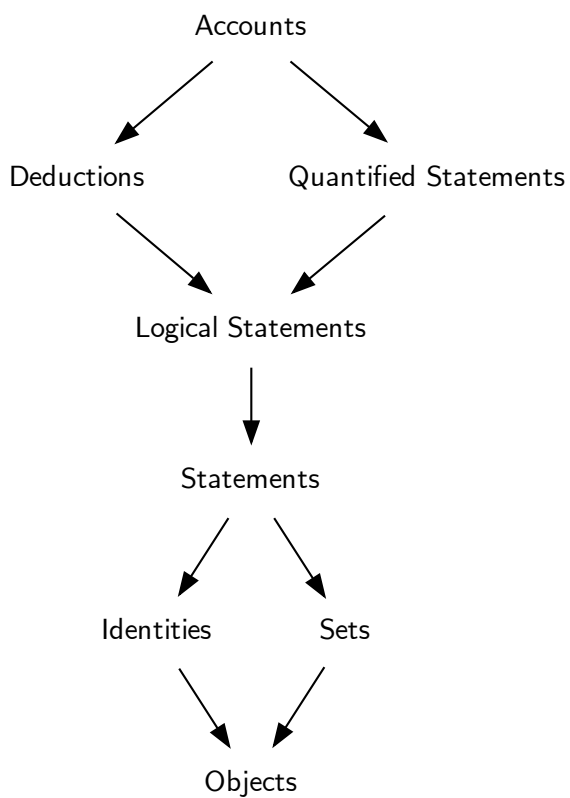 Accounts
Deductions
Quantified Statements
Logical Statements
Statements
Identities
Sets
Objects